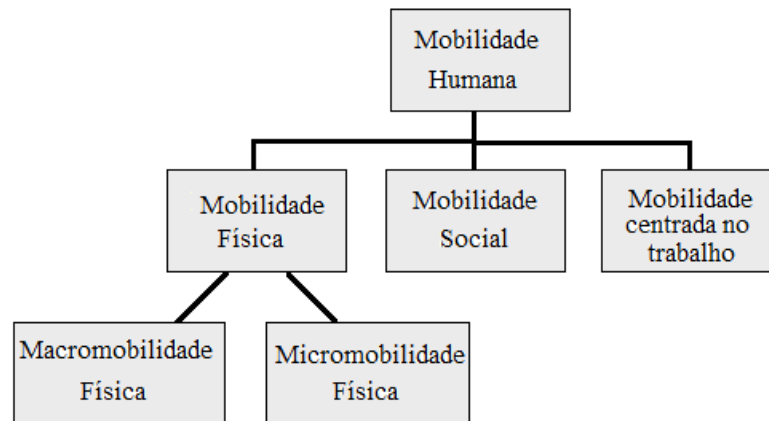 Mobilidade
Humana
Mobilidade
Física
Mobilidade
Social
Mobilidade
centrada no
trabalho
Macromobilidade
Física
Micromobilidade
Física